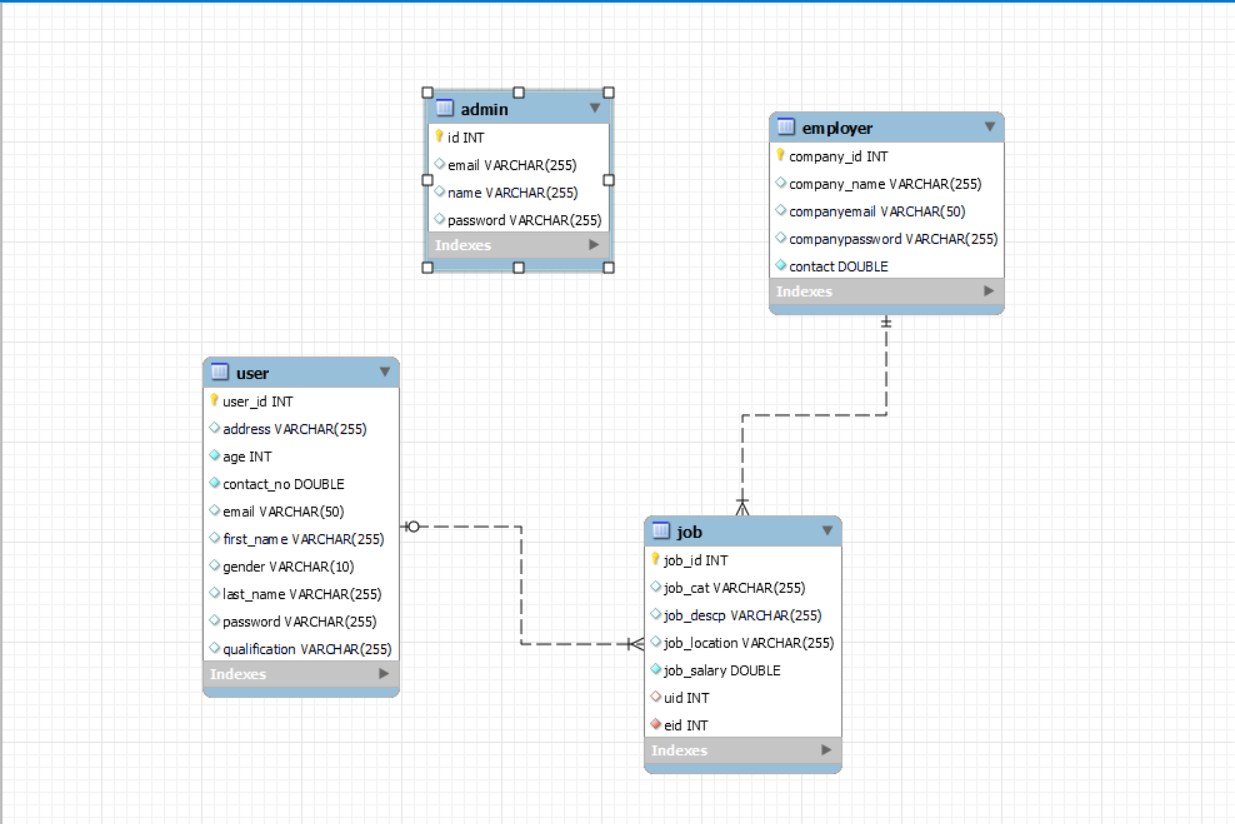 admin
id INT
email VARCHAR(255)
name VARCHAR(255)
password VARCHAR(255)
Indexes
employer
company_id INT
company_name VARCHAR(255)
companyemail VARCHAR(50)
companypassword VARCHAR(255)
contact DOUBLE
Indexes
user
user_id INT
address VARCHAR(255)
age INT
contact_no DOUBLE
email VARCHAR(50)
first_name VARCHAR(255)
gender VARCHAR(10)
last_name VARCHAR(255)
password VARCHAR(255)
qualification VARCHAR(255)
Indexes
job
job_id INT
job_cat VARCHAR(255)
job_descp VARCHAR(255)
job_location VARCHAR(255)
job_salary DOUBLE
uid INT
eid INT
Indexes